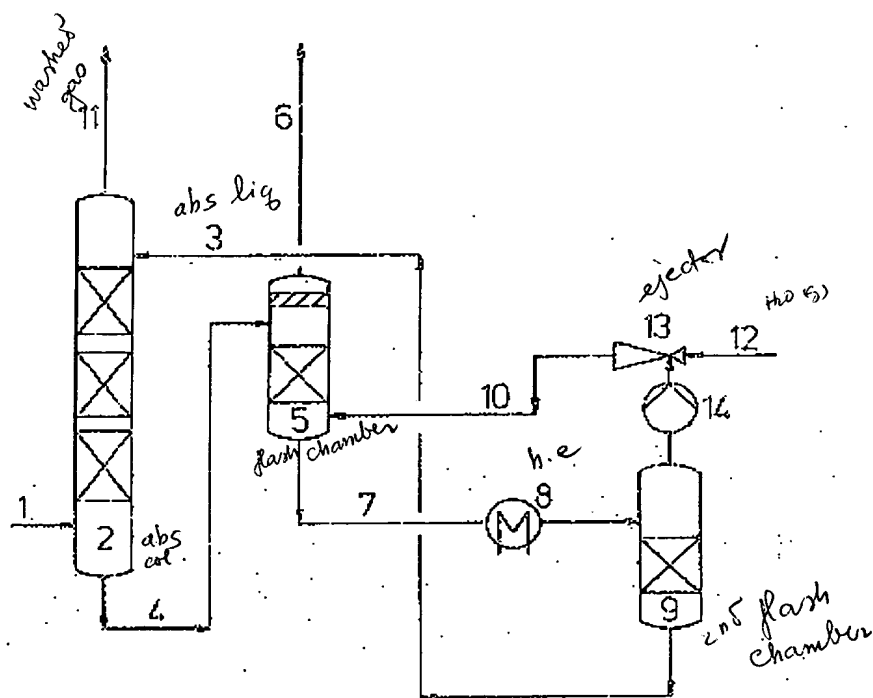 washed
gas
11
6
abs liq
3
ejector
13
12
10
14
5
flash chamber
h.e
8
1
7
2
abs
col.
4
9
2nd flash
chamber